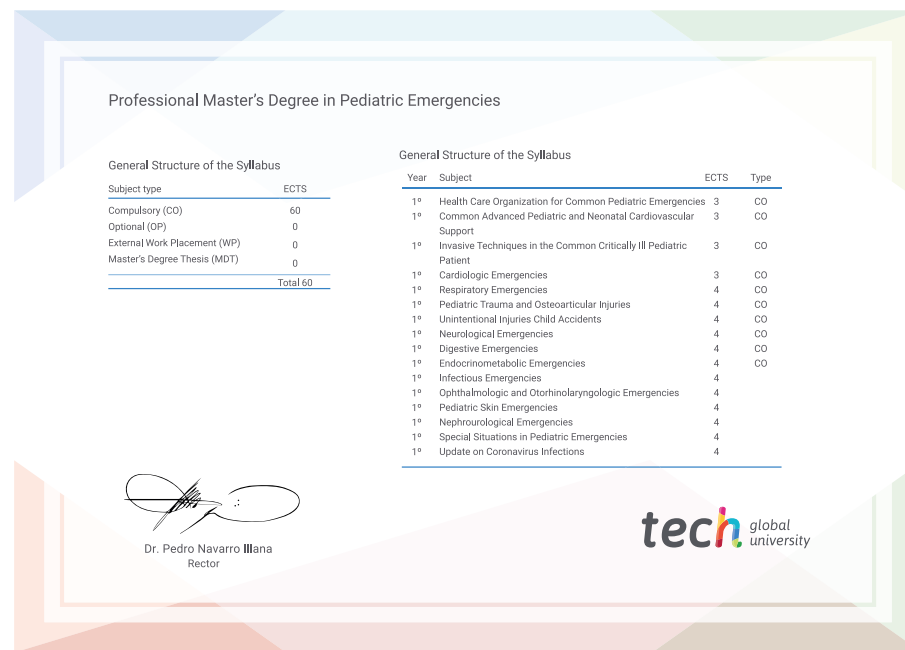 Professional Master's Degree in Pediatric Emergencies
General Structure of the Syllabus
Subject type ECTS
Compulsory (CO) 60
Optional (OP) 0
External Work Placement (WP) 0
Master's Degree Thesis (MDT) 0
Total 60
General Structure of the Syllabus
Year Subject ECTS Type
1º Health Care Organization for Common Pediatric Emergencies 3 CO
1º Common Advanced Pediatric and Neonatal Cardiovascular 3 CO
Support
1º Invasive Techniques in the Common Critically Ill Pediatric 3 CO
Patient
1º Cardiologic Emergencies 3 CO
1º Respiratory Emergencies 4 CO
1º Pediatric Trauma and Osteoarticular Injuries 4 CO
1º Unintentional Injuries Child Accidents 4 CO
1º Neurological Emergencies 4 CO
1º Digestive Emergencies 4 CO
1º Endocrinometabolic Emergencies 4 CO
1º Infectious Emergencies 4
1º Ophthalmologic and Otorhinolaryngologic Emergencies 4
1º Pediatric Skin Emergencies 4
1º Nephrourological Emergencies 4
1º Special Situations in Pediatric Emergencies 4
1º Update on Coronavirus Infections 4
Dr. Pedro Navarro Illana
Rector
tech global
university